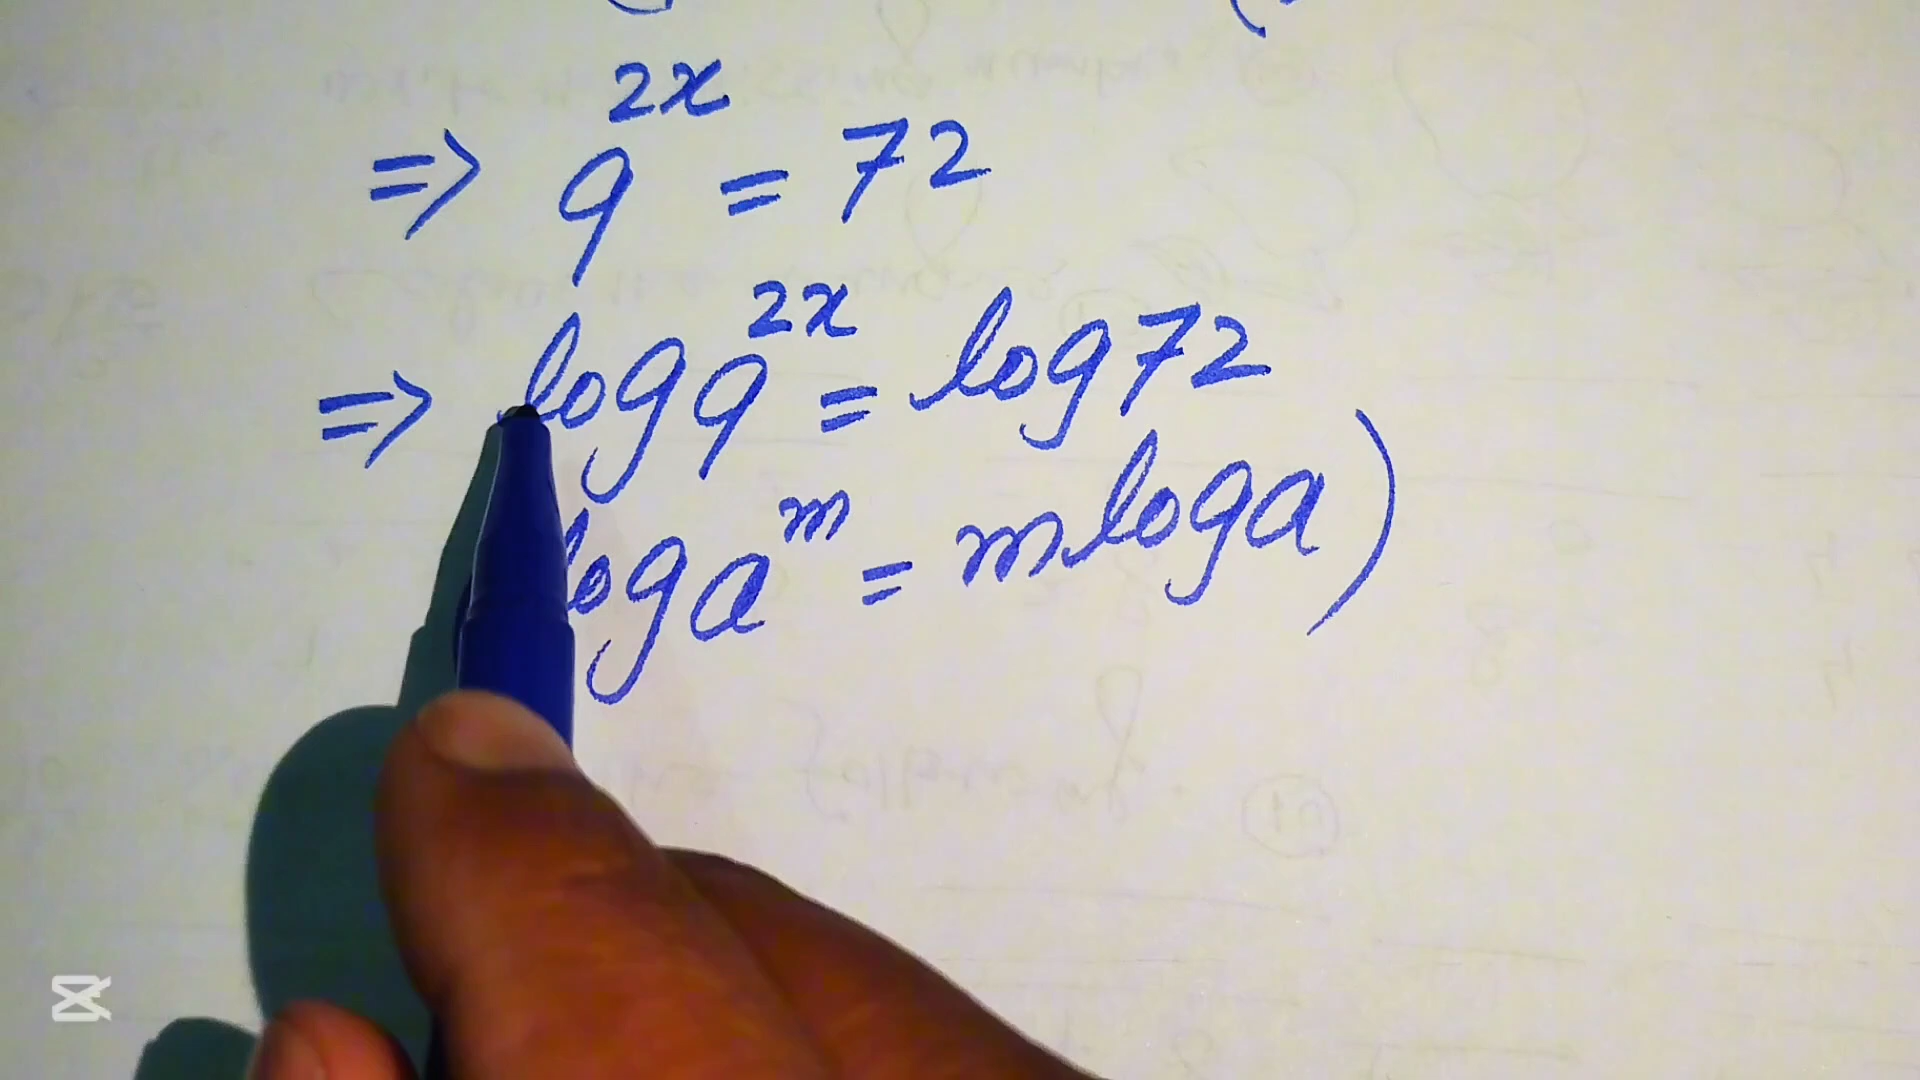 => 9^2x = 72
=> log 9^2x = log 72
log a^m = m log a)